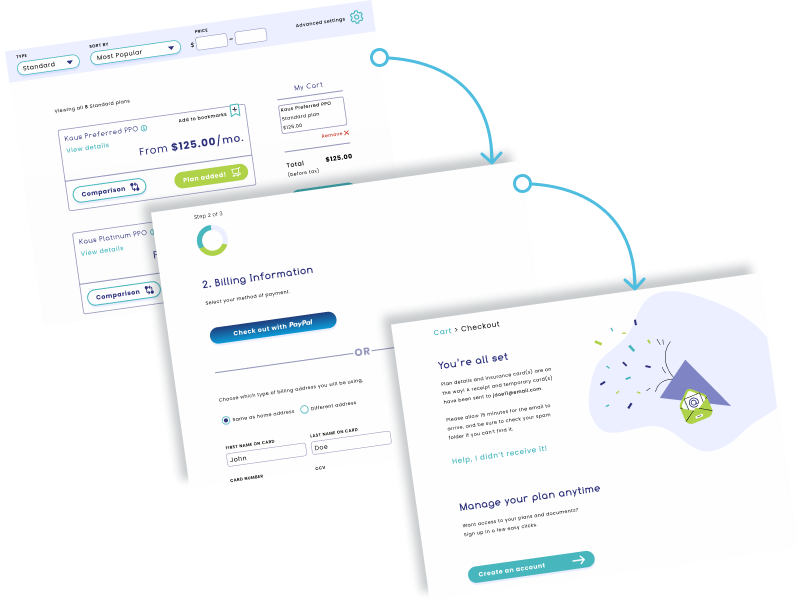 TYPE
Standard
SORT BY
Most Popular
PRICE
$ –
Advanced settings
Viewing all 8 Standard plans
Add to bookmarks
Kaus Preferred PPO
View details
From $125.00/mo.
Comparison
Plan added!
My Cart
Kaus Preferred PPO
Standard plan
$125.00
Remove
Total
$125.00
(before tax)
Kaus Platinum PPO
View details
F
Comparison
Step 2 of 3
2. Billing Information
Select your method of payment.
Check out with PayPal
OR
Choose which type of billing address you will be using.
Same as home address
Different address
FIRST NAME ON CARD
John
LAST NAME ON CARD
Doe
CARD NUMBER
CCV
Cart > Checkout
You're all set
Plan details and insurance card(s) are on
the way! A receipt and temporary card(s)
have been sent to jdoe11@email.com.
Please allow 15 minutes for the email to
arrive, and be sure to check your spam
folder if you can't find it.
Help, I didn't receive it!
Manage your plan anytime
Want access to your plans and documents?
Sign up in a few easy clicks.
Create an account